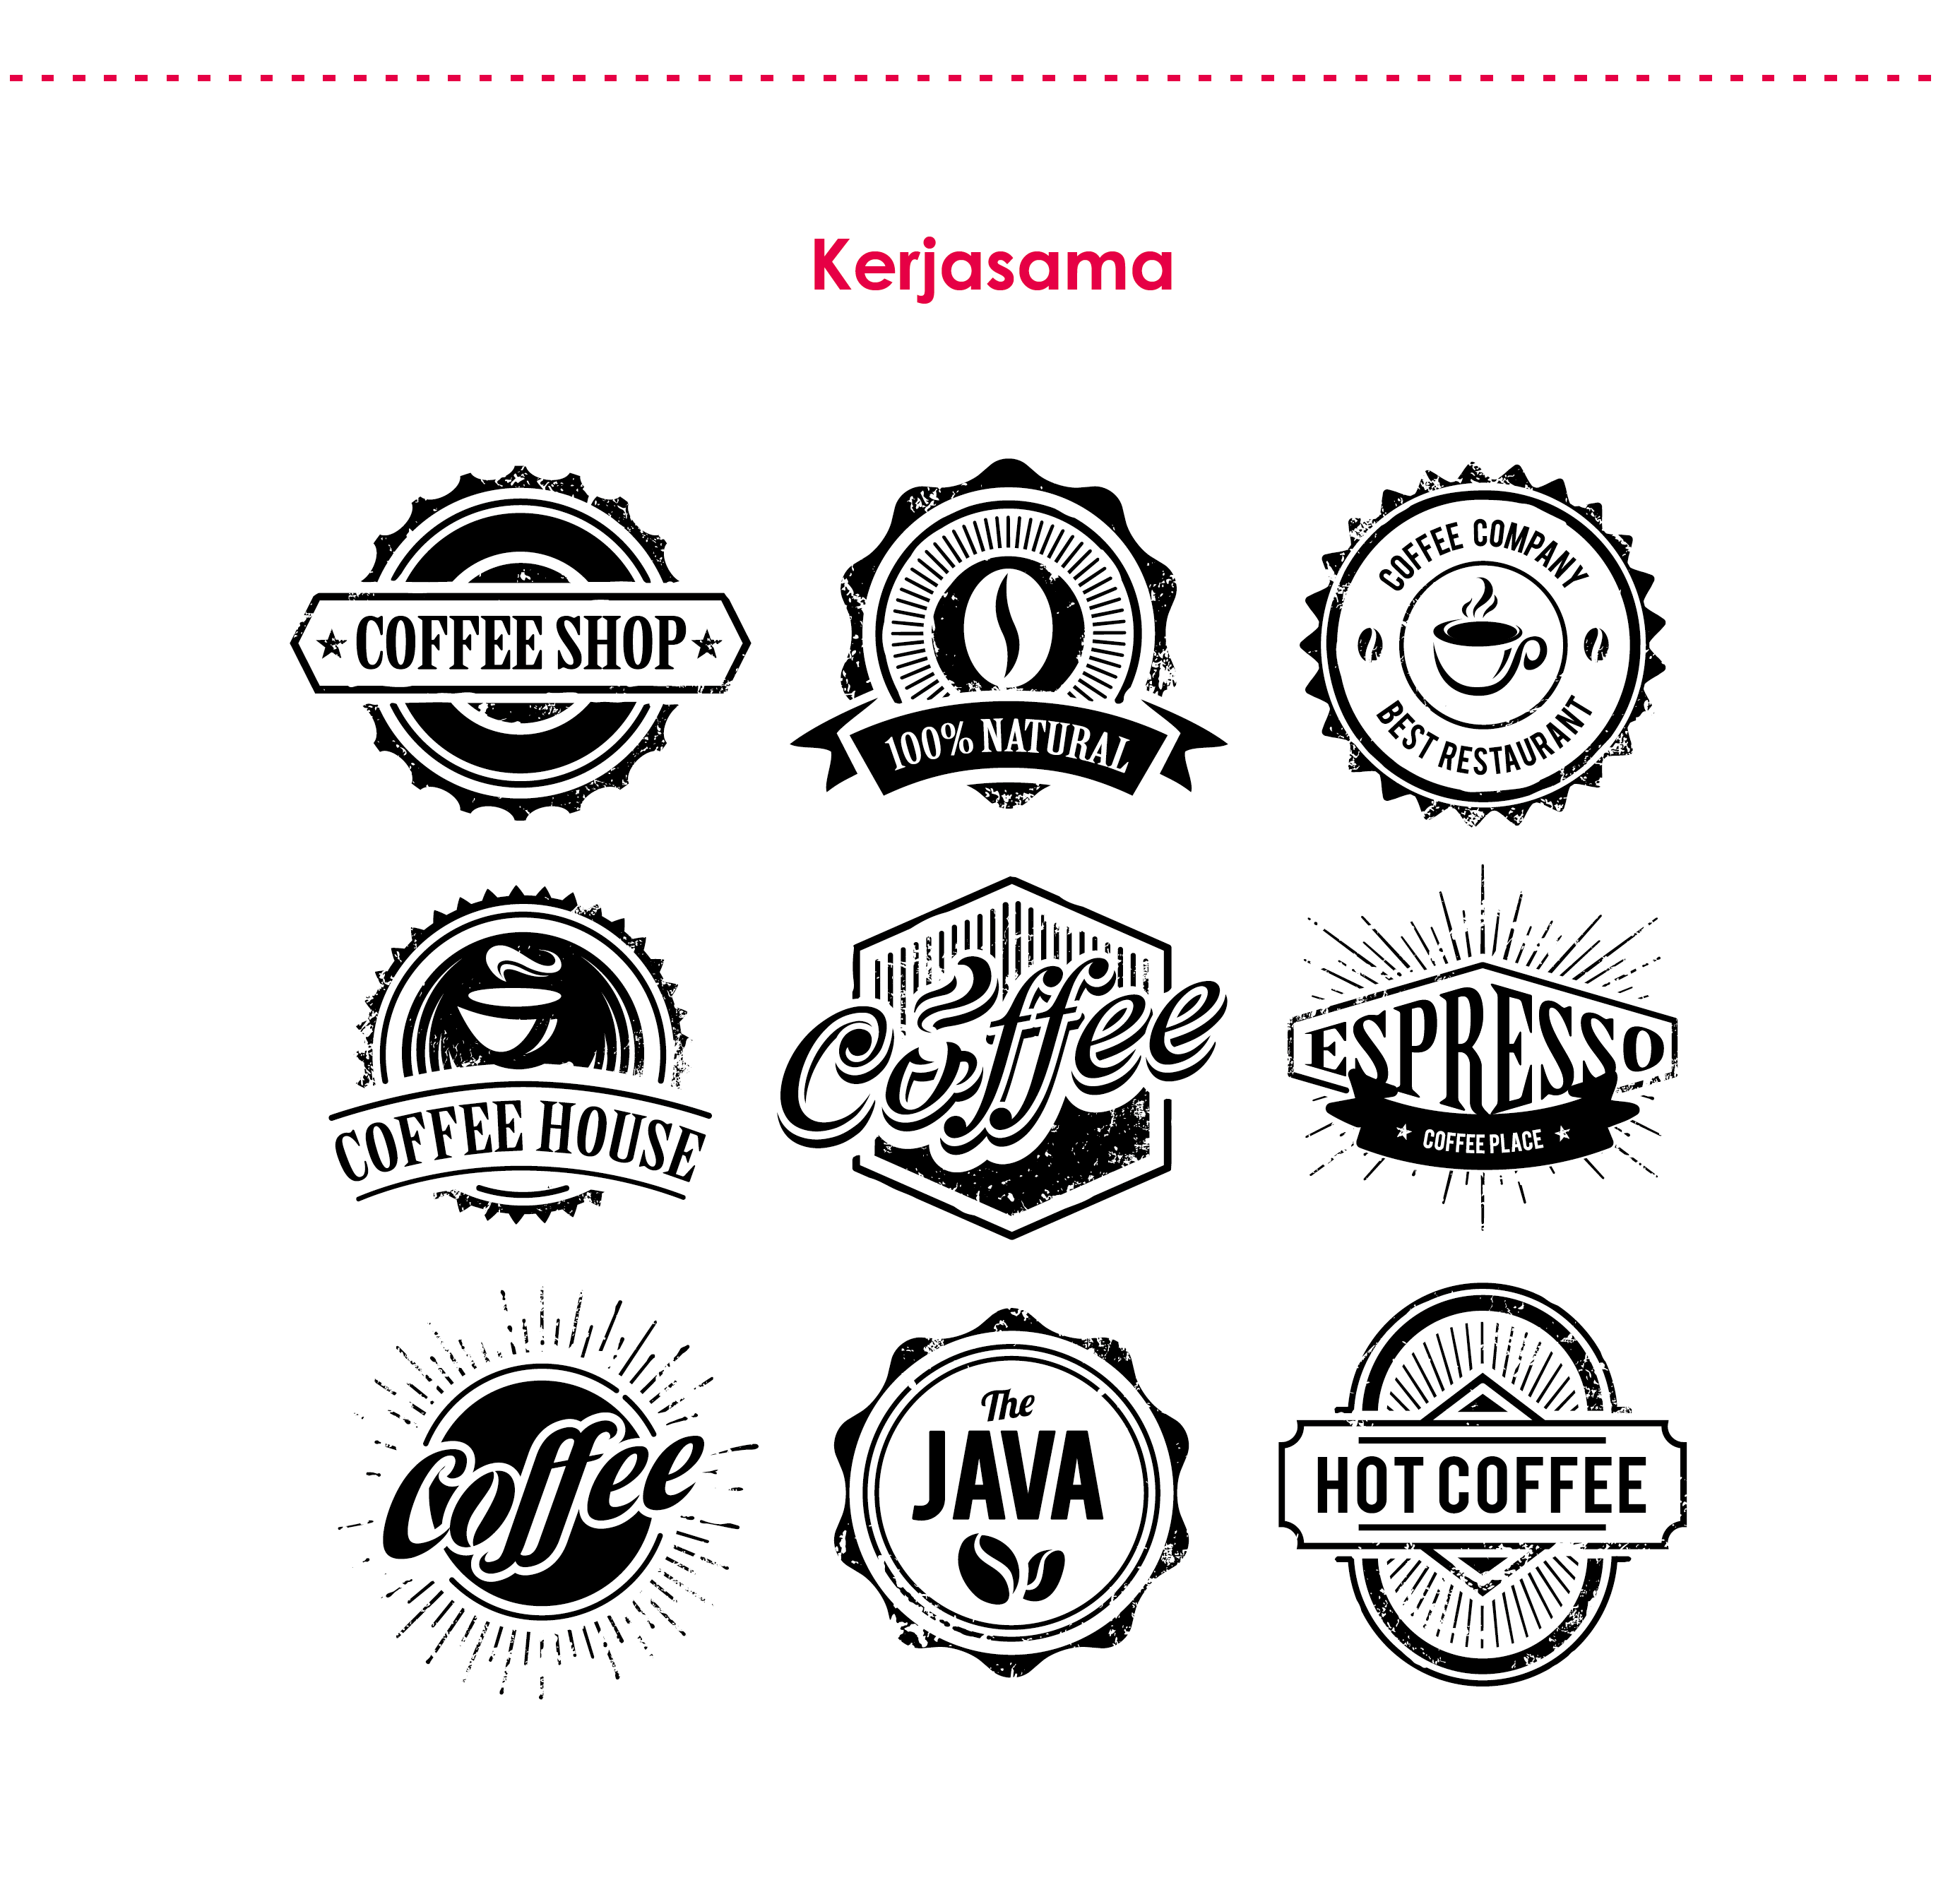 Kerjasama
COFFEE SHOP
100% NATURAL
COFFEE COMPANY
BEST RESTAURANT
COFFEE HOUSE
Coffee
ESPRESSO
COFFEE PLACE
Coffee
The
JAVA
HOT COFFEE